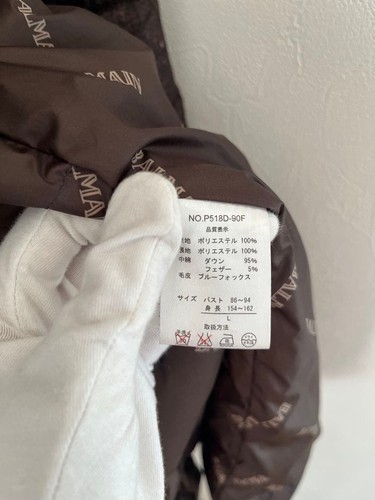 BALMAIN
BALMAIN
NO.P518D-90F
品質表示
表地 ポリエステル 100%
裏地 ポリエステル 100%
中綿 ダウン 95%
フェザー 5%
毛皮 ブルーフォックス
サイズ バスト 86~94
身長 154~162
L
取扱方法